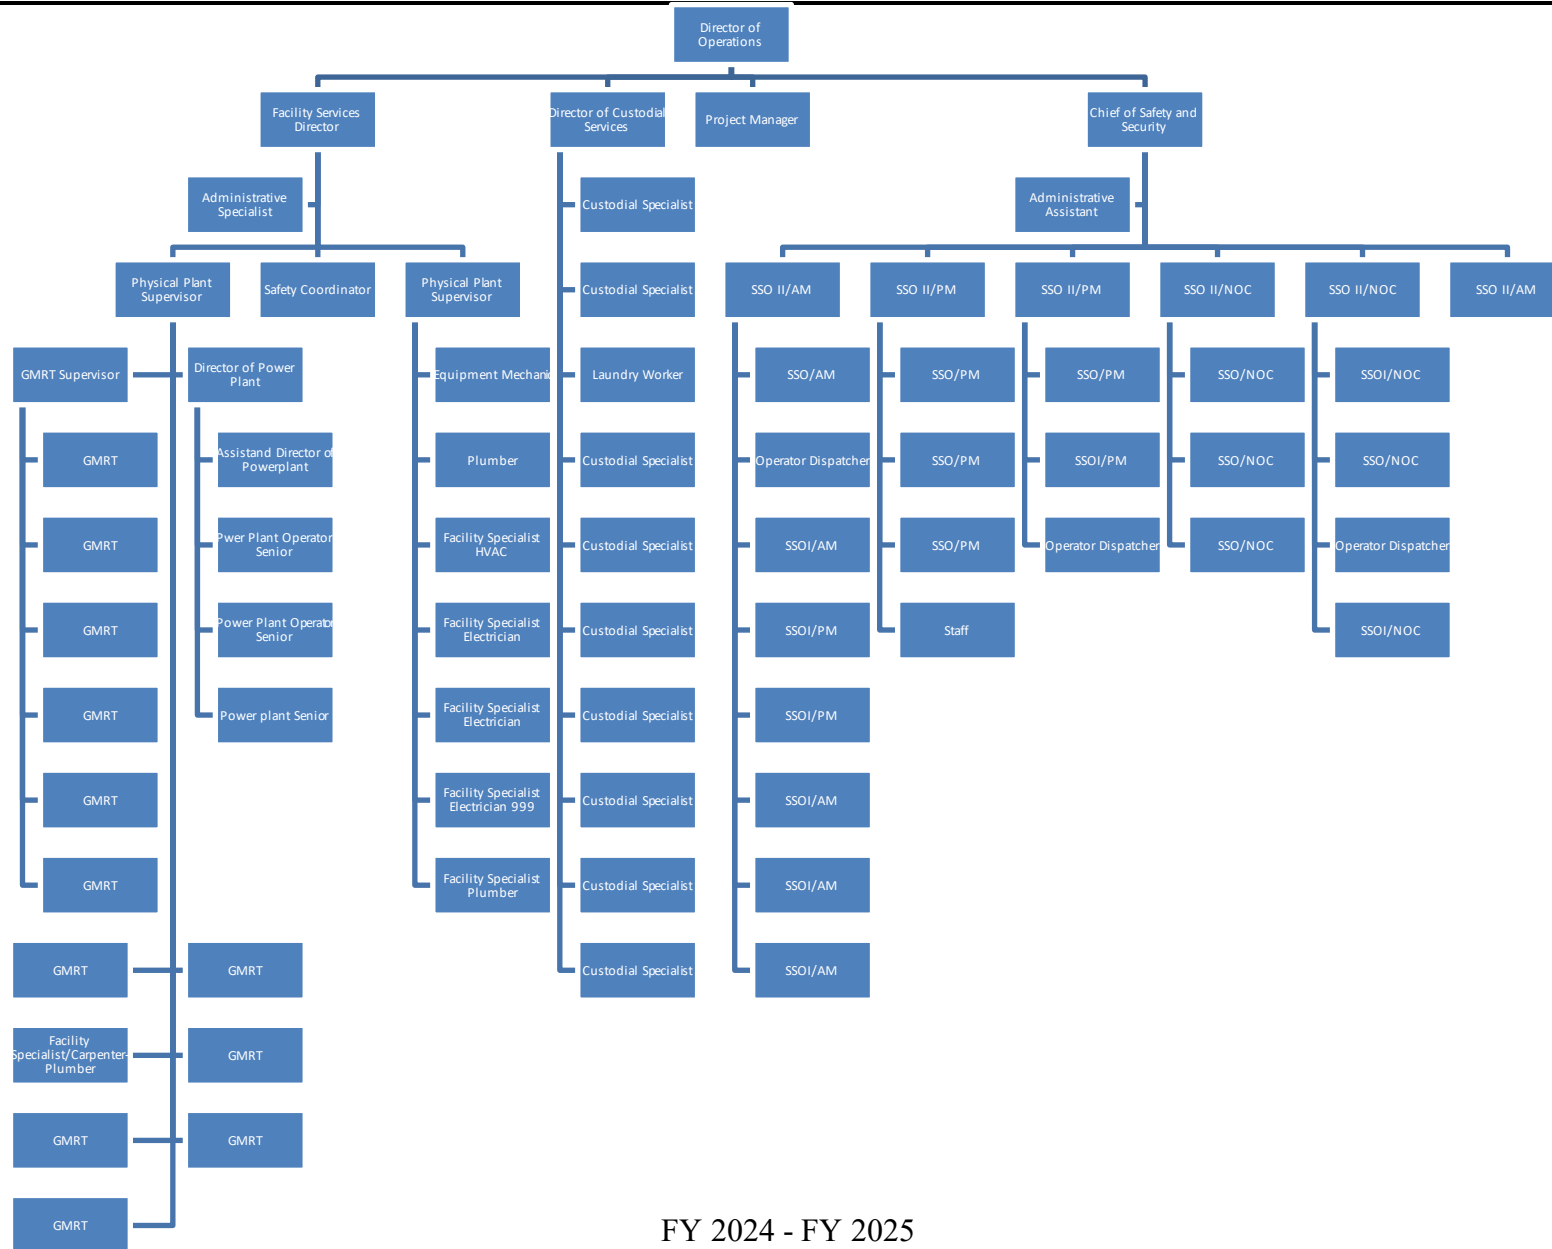 Director of
Operations
Facility Services
Director
Director of Custodial
Services
Project Manager
Chief of Safety and
Security
Administrative
Specialist
Custodial Specialist
Administrative
Assistant
Physical Plant
Supervisor
Safety Coordinator
Physical Plant
Supervisor
Custodial Specialist
SSO II/AM
SSO II/PM
SSO II/PM
SSO II/NOC
SSO II/NOC
SSO II/AM
GMRT Supervisor
Director of Power
Plant
Equipment Mechanic
Laundry Worker
SSO/AM
SSO/PM
SSO/PM
SSO/NOC
SSOI/NOC
GMRT
Assistand Director of
Powerplant
Plumber
Custodial Specialist
Operator Dispatcher
SSO/PM
SSOI/PM
SSO/NOC
SSO/NOC
GMRT
Pwer Plant Operator
Senior
Facility Specialist
HVAC
Custodial Specialist
SSOI/AM
SSO/PM
Operator Dispatcher
SSO/NOC
Operator Dispatcher
GMRT
Power Plant Operator
Senior
Facility Specialist
Electrician
Custodial Specialist
SSOI/PM
Staff
SSOI/NOC
GMRT
Power plant Senior
Facility Specialist
Electrician
Custodial Specialist
SSOI/PM
GMRT
Facility Specialist
Electrician 999
Custodial Specialist
SSOI/AM
GMRT
Facility Specialist
Plumber
Custodial Specialist
SSOI/AM
GMRT
GMRT
Custodial Specialist
SSOI/AM
Facility
Specialist/Carpenter-
Plumber
GMRT
GMRT
GMRT
GMRT
FY 2024 - FY 2025